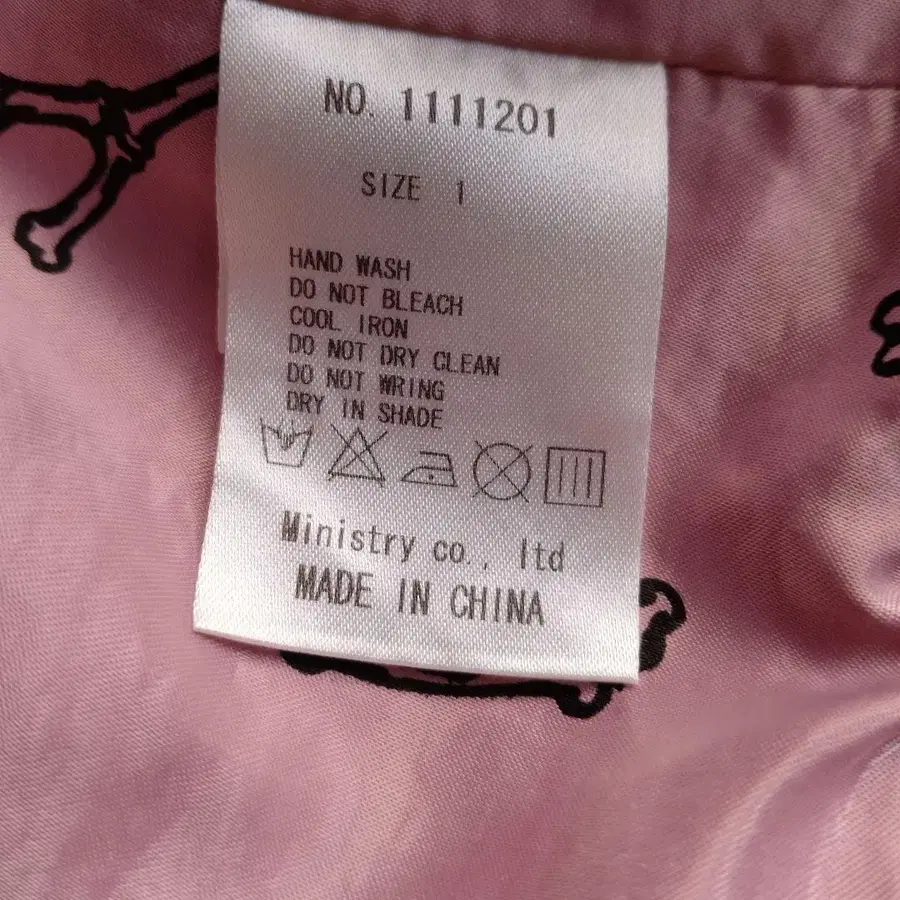 NO. 1111201
SIZE 1
HAND WASH
DO NOT BLEACH
COOL IRON
DO NOT DRY CLEAN
DO NOT WRING
DRY IN SHADE
Ministry co., ltd
MADE IN CHINA